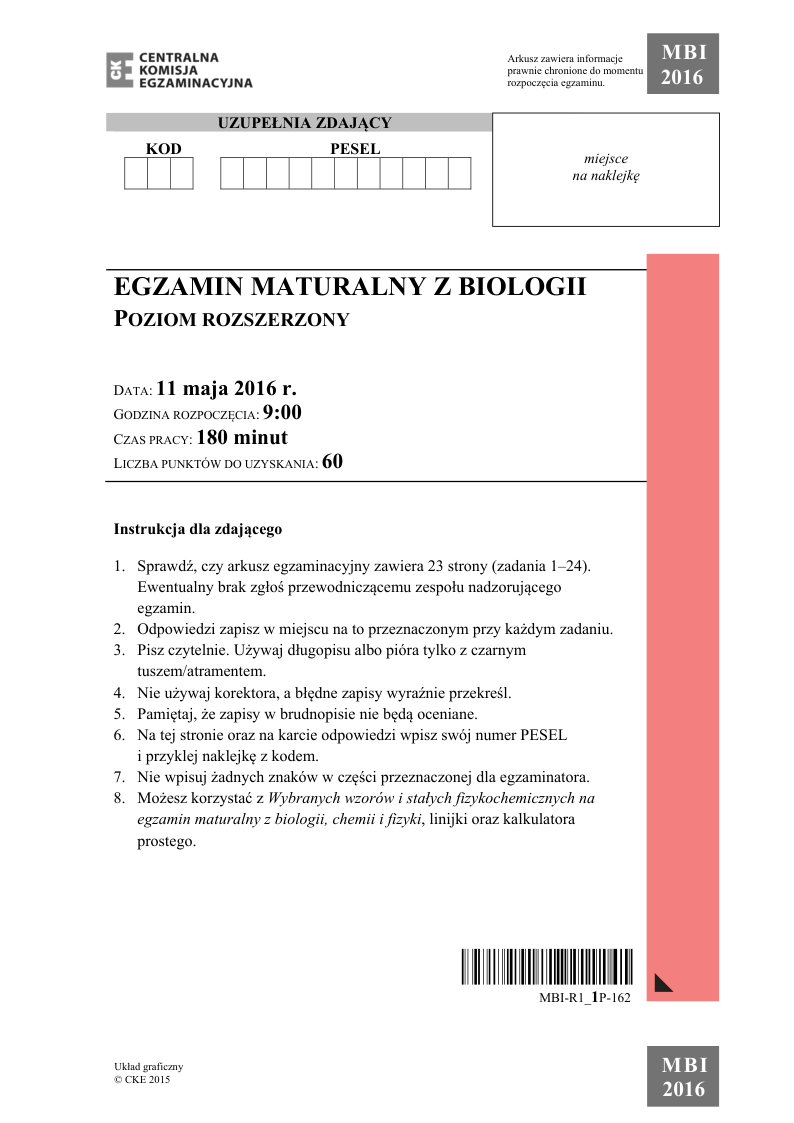 CENTRALNA
KOMISJA
EGZAMINACYJNA
CKE
Arkusz zawiera informacje
prawnie chronione do momentu
rozpoczęcia egzaminu.
MBI
2016
UZUPEŁNIA ZDAJĄCY
KOD
PESEL
miejsce
na naklejkę
EGZAMIN MATURALNY Z BIOLOGII
POZIOM ROZSZERZONY
DATA: 11 maja 2016 r.
GODZINA ROZPOCZĘCIA: 9:00
CZAS PRACY: 180 minut
LICZBA PUNKTÓW DO UZYSKANIA: 60
Instrukcja dla zdającego
1. Sprawdź, czy arkusz egzaminacyjny zawiera 23 strony (zadania 1–24).
Ewentualny brak zgłoś przewodniczącemu zespołu nadzorującego
egzamin.
2. Odpowiedzi zapisz w miejscu na to przeznaczonym przy każdym zadaniu.
3. Pisz czytelnie. Używaj długopisu albo pióra tylko z czarnym
tuszem/atramentem.
4. Nie używaj korektora, a błędne zapisy wyraźnie przekreśl.
5. Pamiętaj, że zapisy w brudnopisie nie będą oceniane.
6. Na tej stronie oraz na karcie odpowiedzi wpisz swój numer PESEL
i przyklej naklejkę z kodem.
7. Nie wpisuj żadnych znaków w części przeznaczonej dla egzaminatora.
8. Możesz korzystać z Wybranych wzorów i stałych fizykochemicznych na
egzamin maturalny z biologii, chemii i fizyki, linijki oraz kalkulatora
prostego.
MBI-R1_1P-162
Układ graficzny
© CKE 2015
MBI
2016